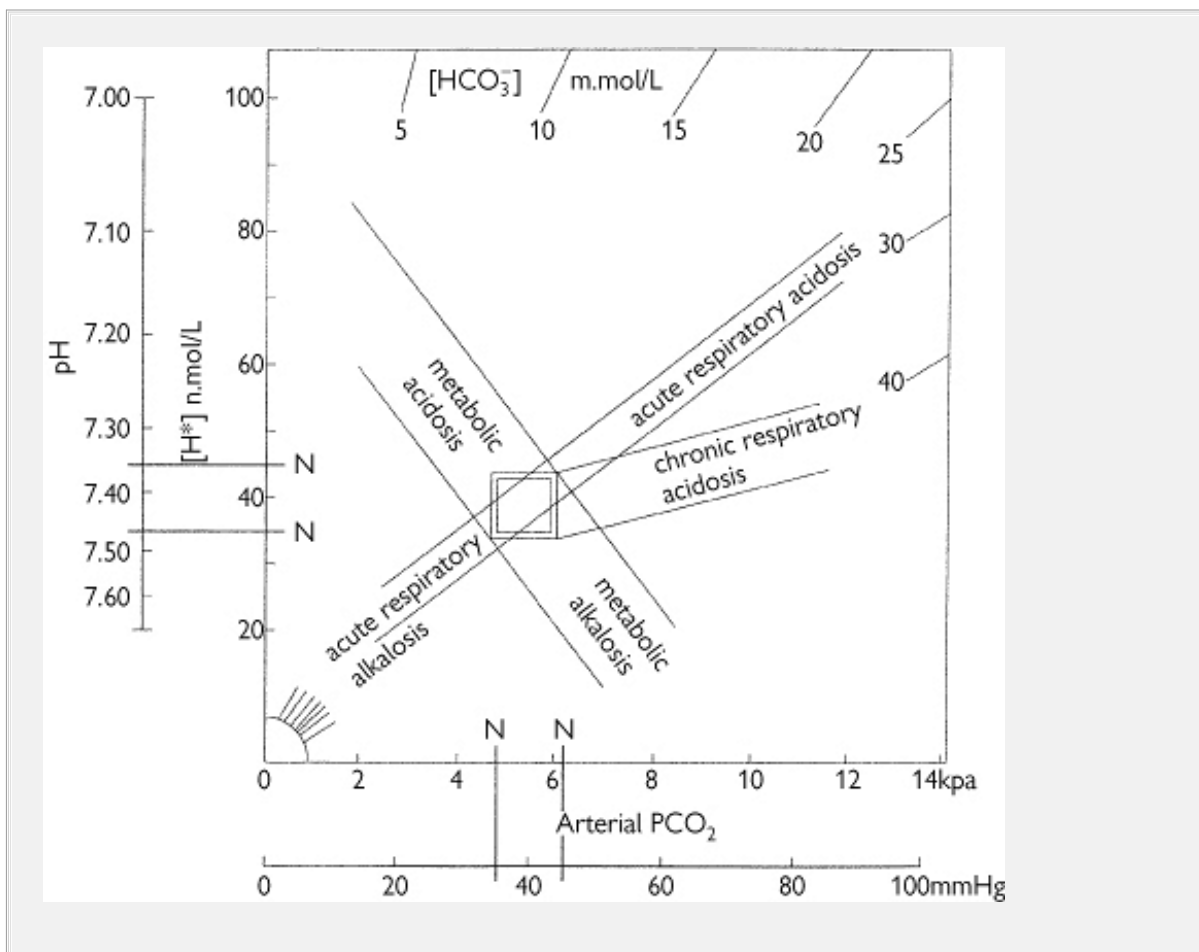 [HCO₃⁻] m.mol/L
7.00
100
5
10
15
20
25
7.10
80
30
7.20
60
40
pH
[H*] n.mol/L
acute respiratory acidosis
metabolic
acidosis
chronic respiratory
acidosis
7.30
N
7.40
40
N
7.50
7.60
20
acute respiratory
alkalosis
metabolic
alkalosis
N N
0 2 4 6 8 10 12 14kpa
Arterial PCO₂
0 20 40 60 80 100mmHg